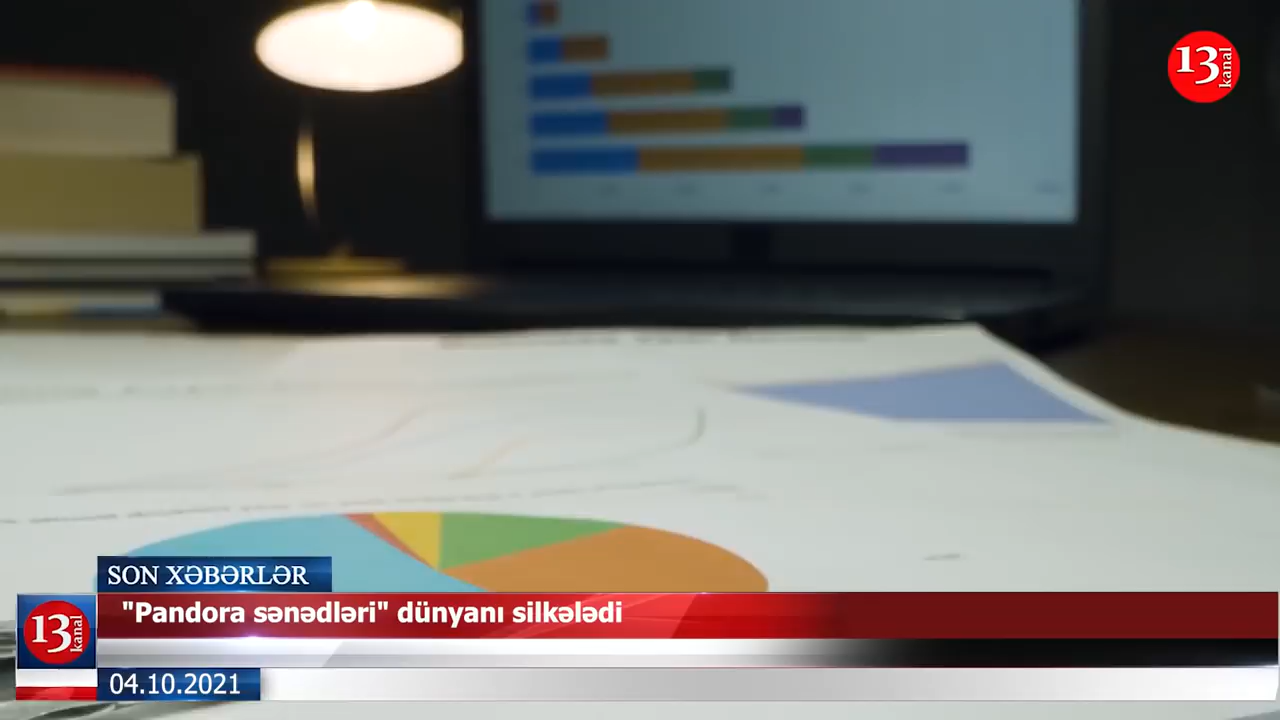 13 kanal
SON XƏBƏRLƏR
"Pandora sənədləri" dünyanı silkələdi
13 kanal
04.10.2021